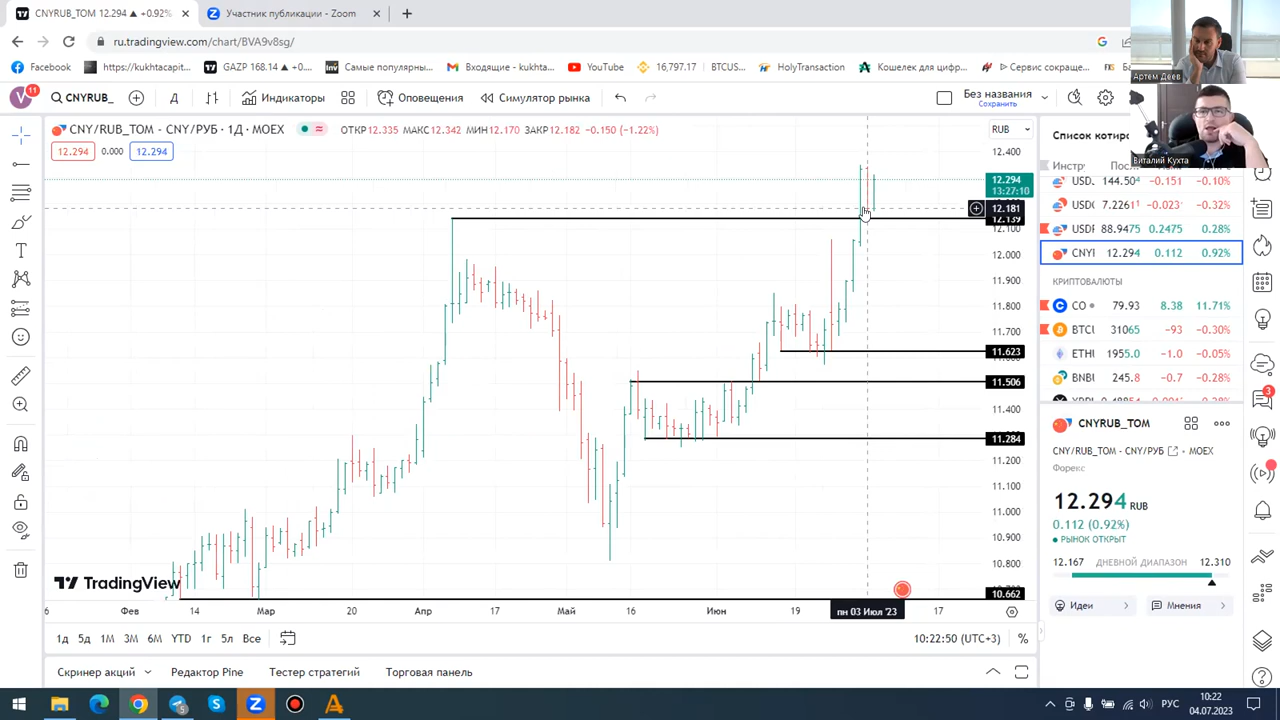 CNYRUB_TOM 12.294 ▲ +0.92%
Участник публикации - Zoom
ru.tradingview.com/chart/BVA9v8sg/
Facebook
https://kukhtacapit...
GAZP 168.14 ▲ +0....
Самые популярны...
Входящие - kukhta...
YouTube
16,797.17 | BTCUS...
HolyTransaction
Кошелек для цифр...
Сервис сокраще...
Артем Деев
V
11
CNYRUB_
Д
Индикаторы
Оповещения
Симулятор рынка
Без названия
Сохранить
CNY/RUB_TOM - CNY/РУБ · 1Д · MOEX
ОТКР 12.335 МАКС 12.342 МИН 12.170 ЗАКР 12.182 -0.150 (-1.22%)
RUB
Список котиро
Виталий Кухта
12.294 0.000 12.294
Инстр
12.400
12.294
13:27:10
12.181
12.139
12.100
12.000
11.900
11.800
11.700
11.623
11.506
11.400
11.284
11.200
11.100
11.000
10.900
10.800
10.662
USD 144.504 -0.151 -0.10%
7.22611 -0.023 -0.32%
88.9475 0.2475 0.28%
CNYI 12.294 0.112 0.92%
КРИПТОВАЛЮТЫ
CO 79.93 8.38 11.71%
BTCU 31065 -93 -0.30%
ETH 1955.0 -1.0 -0.05%
BNBU 245.8 -0.7 -0.28%
CNYRUB_TOM
CNY/RUB_TOM - CNY/РУБ · MOEX
Форекс
12.294 RUB
0.112 (0.92%)
РЫНОК ОТКРЫТ
12.167 ДНЕВНОЙ ДИАПАЗОН 12.310
Идеи
Мнения
3
TradingView
6 Фев 14 Мар 20 Апр 17 Май 16 Июн 19 пн 03 Июл '23 17
1д 5д 1М 3М 6М YTD 1г 5л Все
10:22:50 (UTC+3) %
Скринер акций
Редактор Pine
Тестер стратегий
Торговая панель
РУС
10:22
04.07.2023